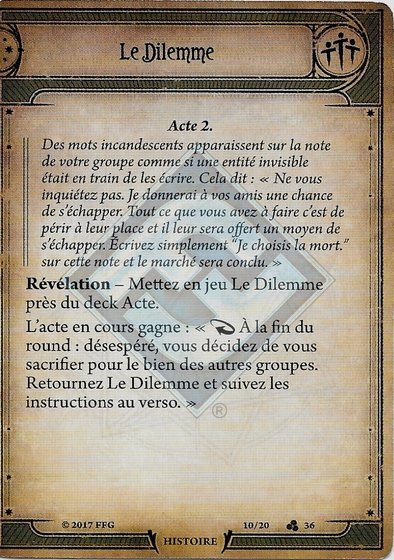 Le Dilemme
Acte 2.
Des mots incandescents apparaissent sur la note
de votre groupe comme si une entité invisible
était en train de les écrire. Cela dit : « Ne vous
inquiétez pas. Je donnerai à vos amis une chance
de s'échapper. Tout ce que vous avez à faire c'est de
périr à leur place et il leur sera offert un moyen de
s'échapper. Écrivez simplement "Je choisis la mort."
sur cette note et le marché sera conclu. »
Révélation – Mettez en jeu Le Dilemme
près du deck Acte.
L'acte en cours gagne : « À la fin du
round : désespéré, vous décidez de vous
sacrifier pour le bien des autres groupes.
Retournez Le Dilemme et suivez les
instructions au verso. »
®
© 2017 FFG 10/20 36
HISTOIRE